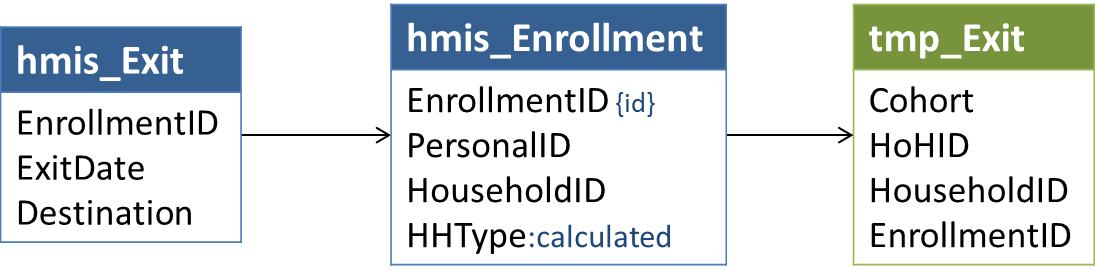 hmis_Exit
EnrollmentID
ExitDate
Destination
hmis_Enrollment
EnrollmentID {id}
PersonalID
HouseholdID
HHType:calculated
tmp_Exit
Cohort
HoHID
HouseholdID
EnrollmentID